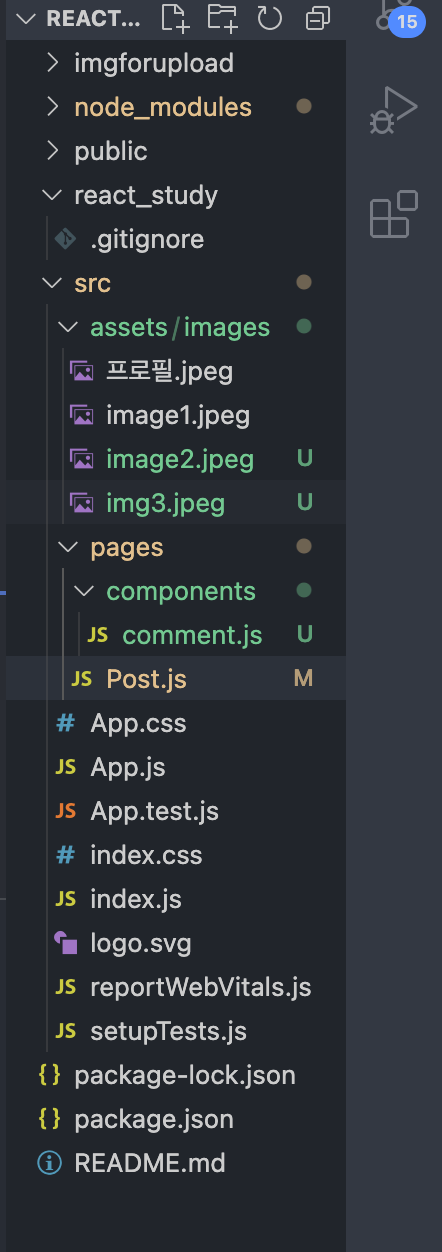 REACT...
15
imgforupload
node_modules
public
react_study
.gitignore
src
assets/images
프로필.jpeg
image1.jpeg
image2.jpeg U
img3.jpeg U
pages
components
JS comment.js U
JS Post.js M
# App.css
JS App.js
JS App.test.js
# index.css
JS index.js
logo.svg
JS reportWebVitals.js
JS setupTests.js
{} package-lock.json
{} package.json
README.md